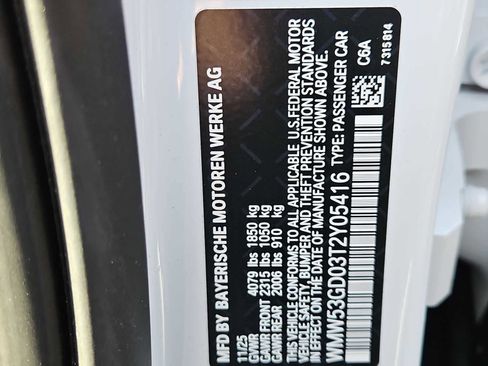 MFD BY BAYERISCHE MOTOREN WERKE AG
11/25
GVWR 4079 lbs 1850 kg
GAWR FRONT 2315 lbs 1050 kg
GAWR REAR 2006 lbs 910 kg
THIS VEHICLE CONFORMS TO ALL APPLICABLE U.S. FEDERAL MOTOR
VEHICLE SAFETY, BUMPER AND THEFT PREVENTION STANDARDS
IN EFFECT ON THE DATE OF MANUFACTURE SHOWN ABOVE.
WMW53GD03T2Y05416 TYPE: PASSENGER CAR
C6A
7315814